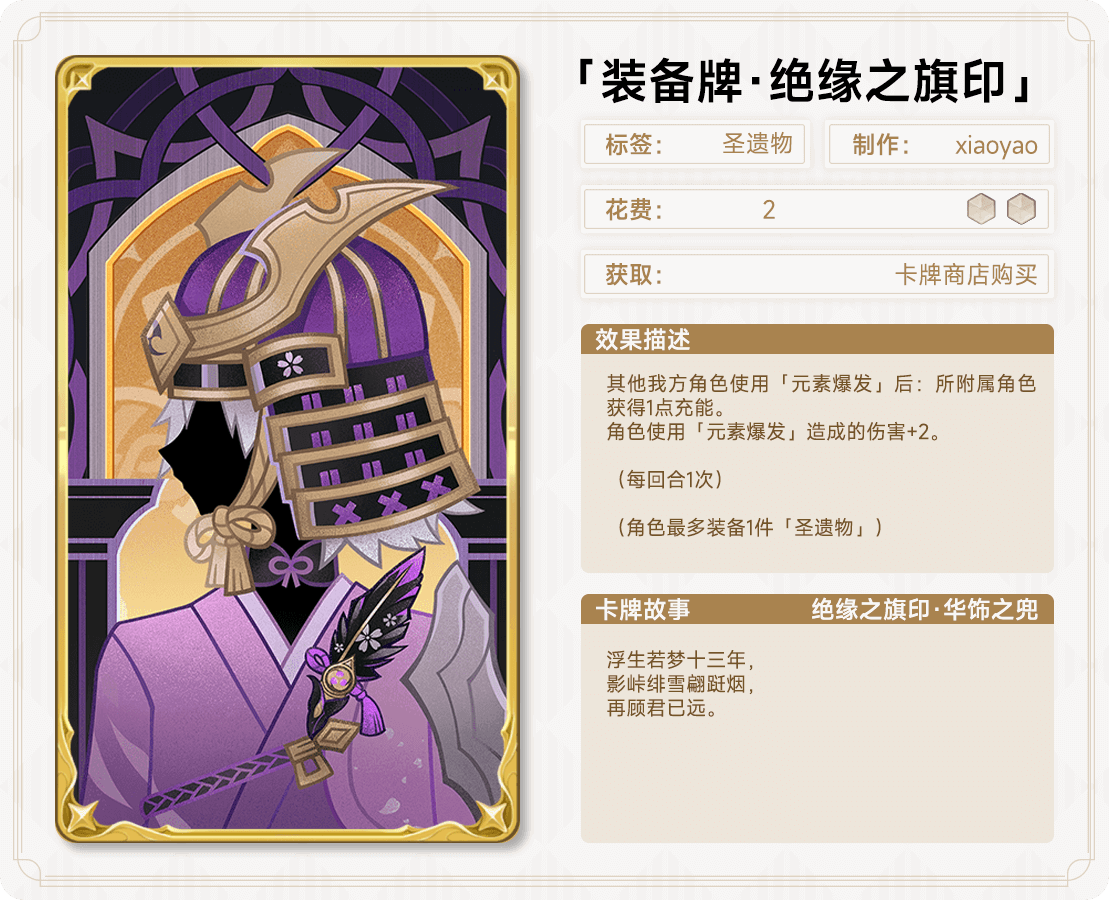 「装备牌·绝缘之旗印」
标签： 圣遗物 制作： xiaoyao
花费： 2
获取： 卡牌商店购买
效果描述
其他我方角色使用「元素爆发」后：所附属角色
获得1点充能。
角色使用「元素爆发」造成的伤害+2。
（每回合1次）
（角色最多装备1件「圣遗物」）
卡牌故事 绝缘之旗印·华饰之兜
浮生若梦十三年，
影峠绯雪翩跹烟，
再顾君已远。